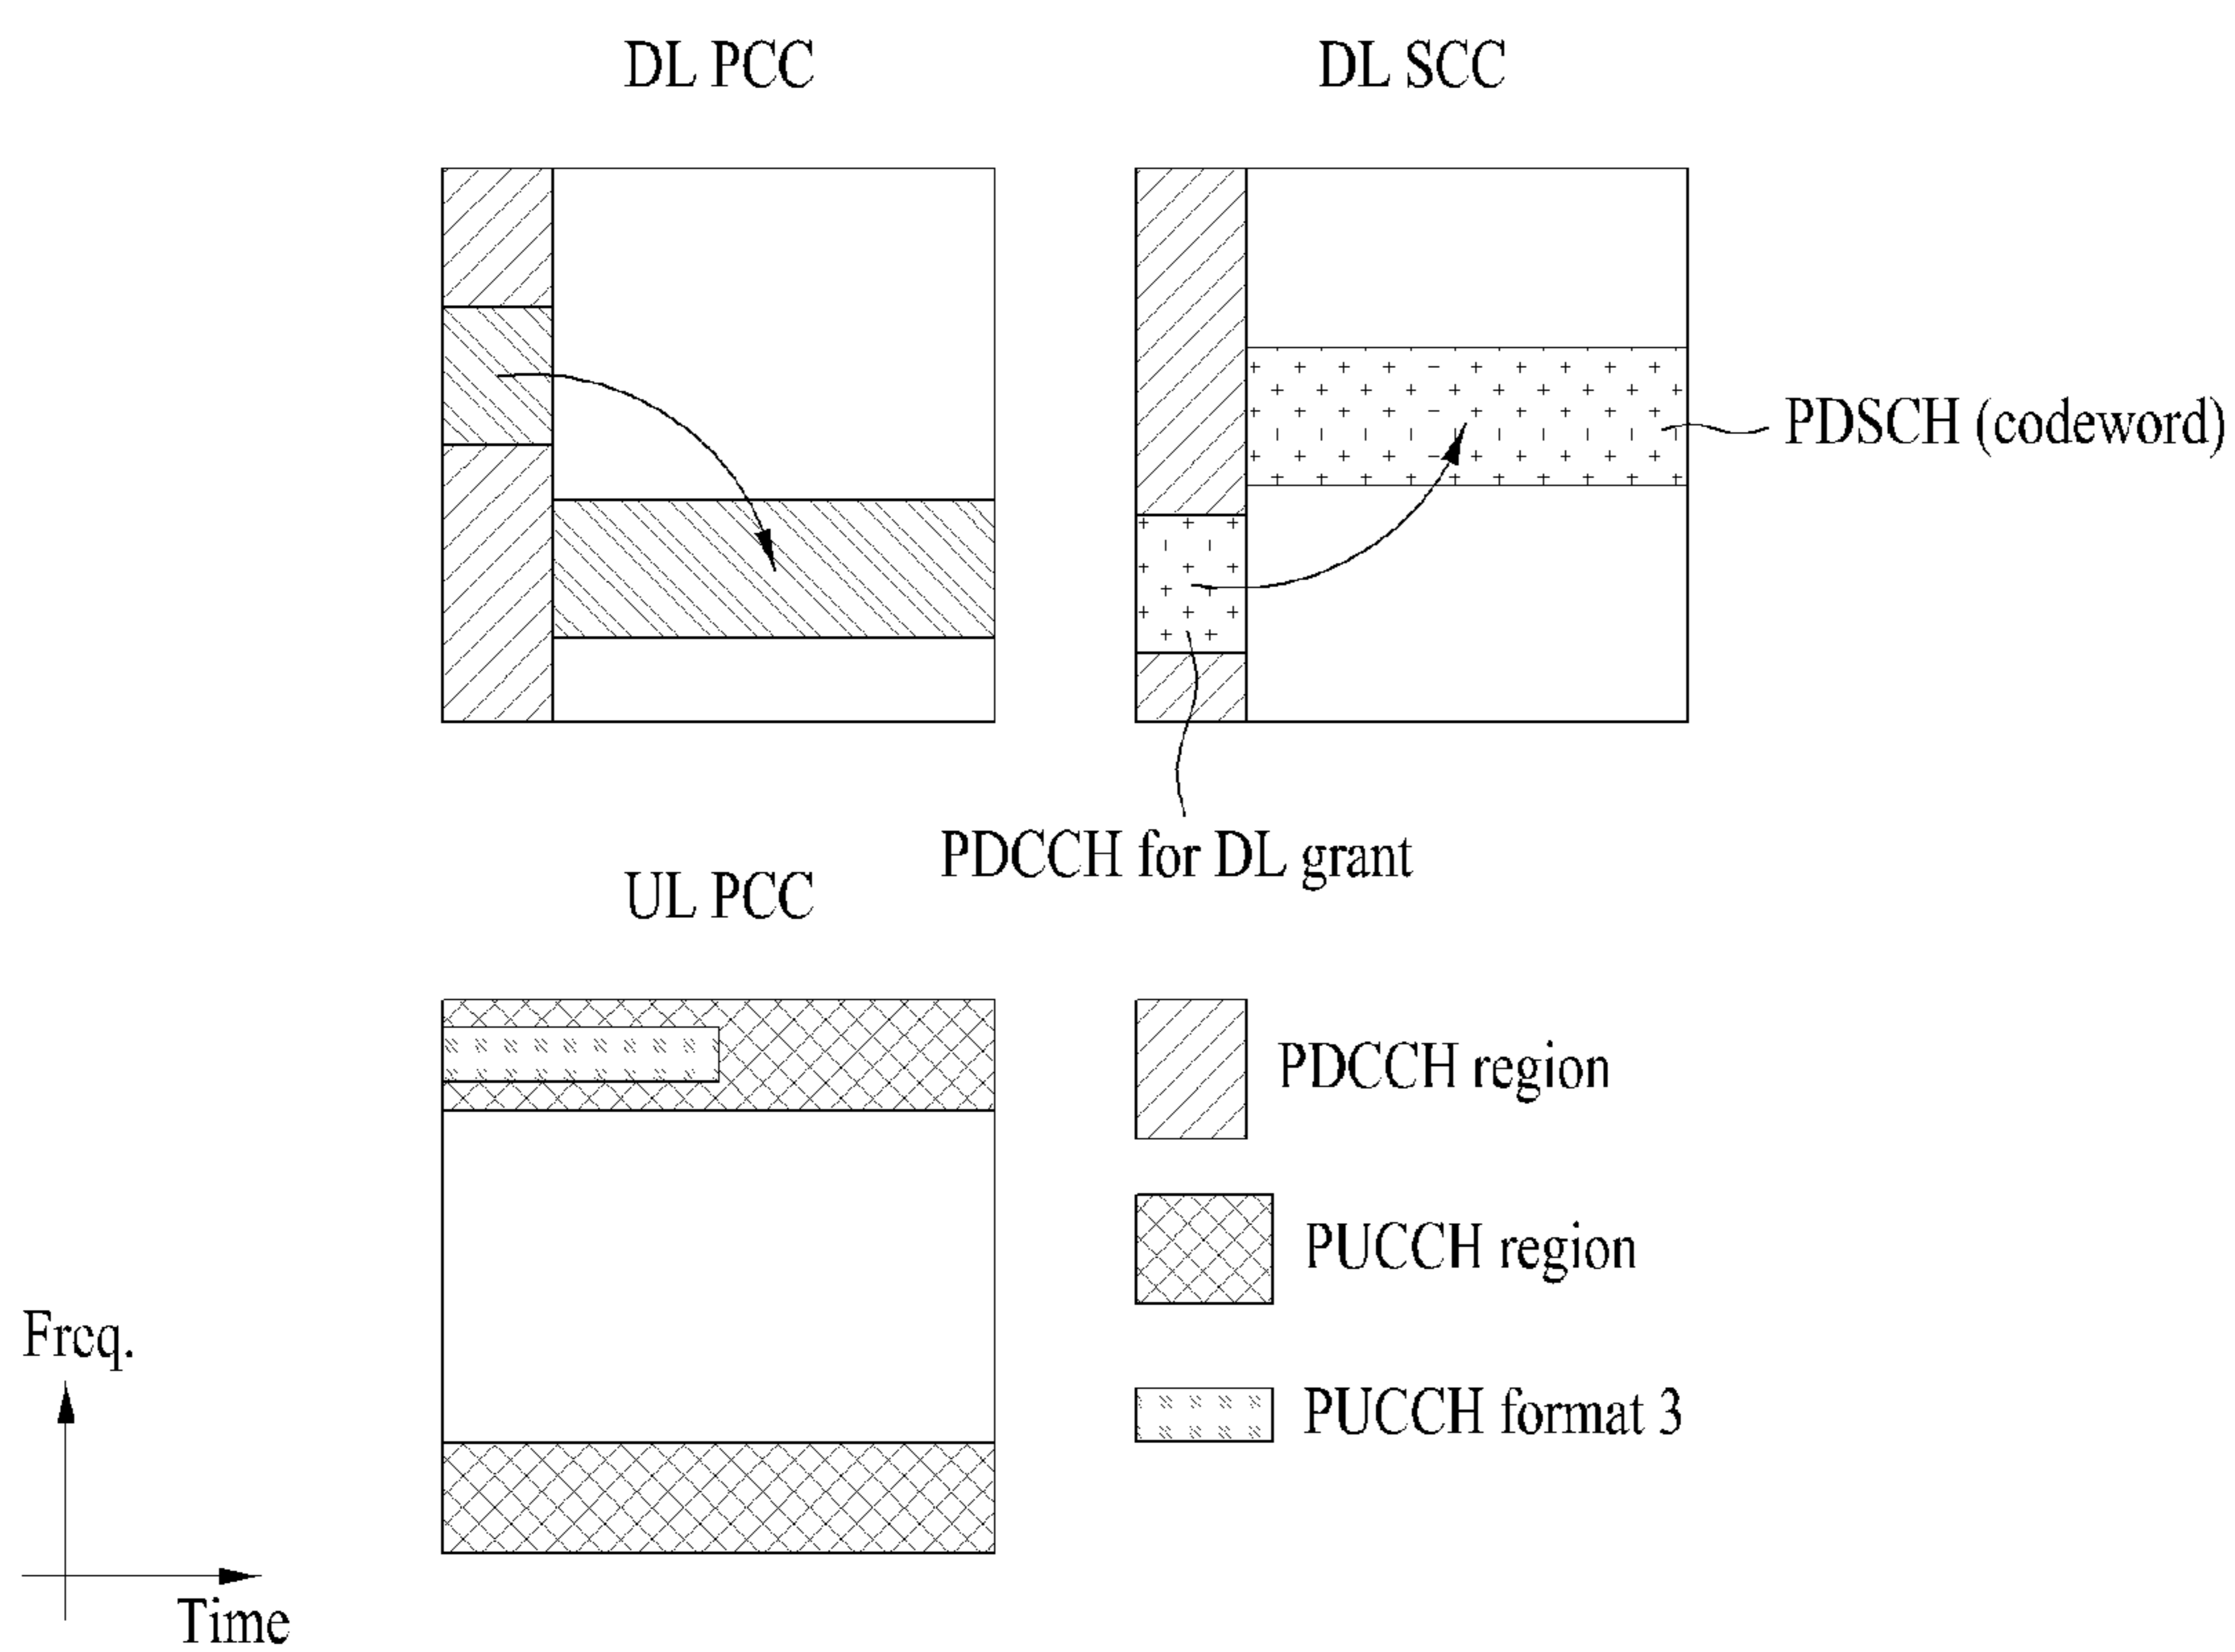 DL PCC
DL SCC
PDSCH (codeword)
PDCCH for DL grant
UL PCC
PDCCH region
PUCCH region
PUCCH format 3
Freq.
Time